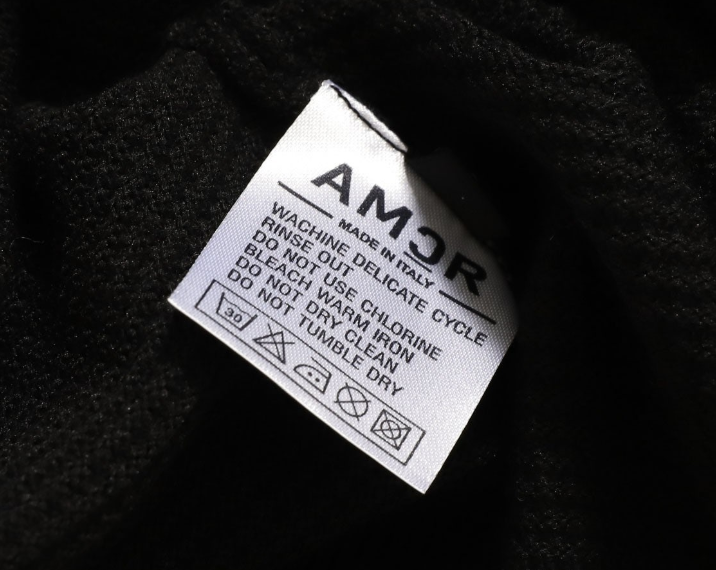 AMOR
MADE IN ITALY
WACHINE DELICATE CYCLE
RINSE OUT
DO NOT USE CHLORINE
BLEACH WARM IRON
DO NOT DRY CLEAN
DO NOT TUMBLE DRY
30